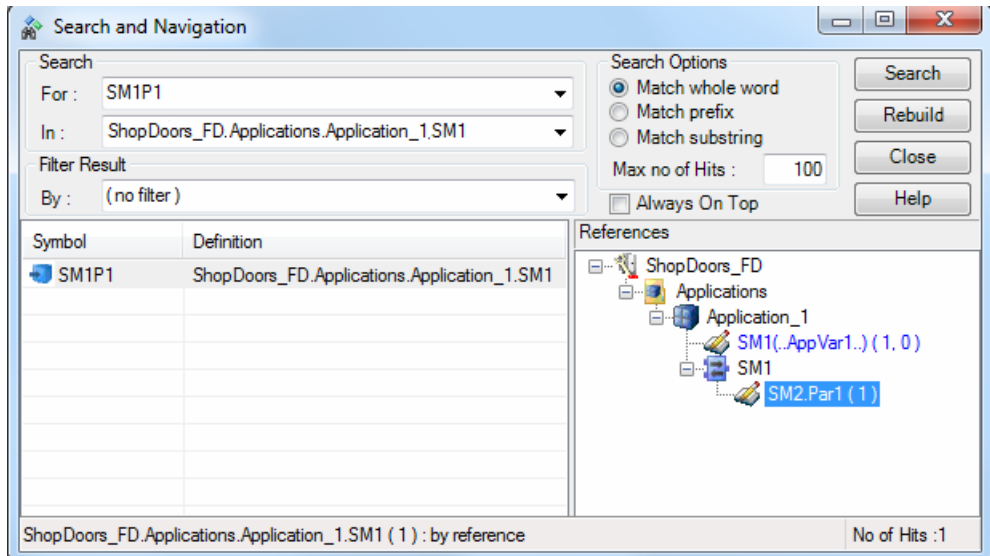 Search and Navigation
Search
For :
SM1P1
In :
ShopDoors_FD.Applications.Application_1.SM1
Filter Result
By :
( no filter )
Search Options
Match whole word
Match prefix
Match substring
Max no of Hits :
100
Always On Top
Search
Rebuild
Close
Help
Symbol
Definition
SM1P1
ShopDoors_FD.Applications.Application_1.SM1
References
ShopDoors_FD
Applications
Application_1
SM1(..AppVar1..) ( 1, 0 )
SM1
SM2.Par1 ( 1 )
ShopDoors_FD.Applications.Application_1.SM1 ( 1 ) : by reference
No of Hits :1